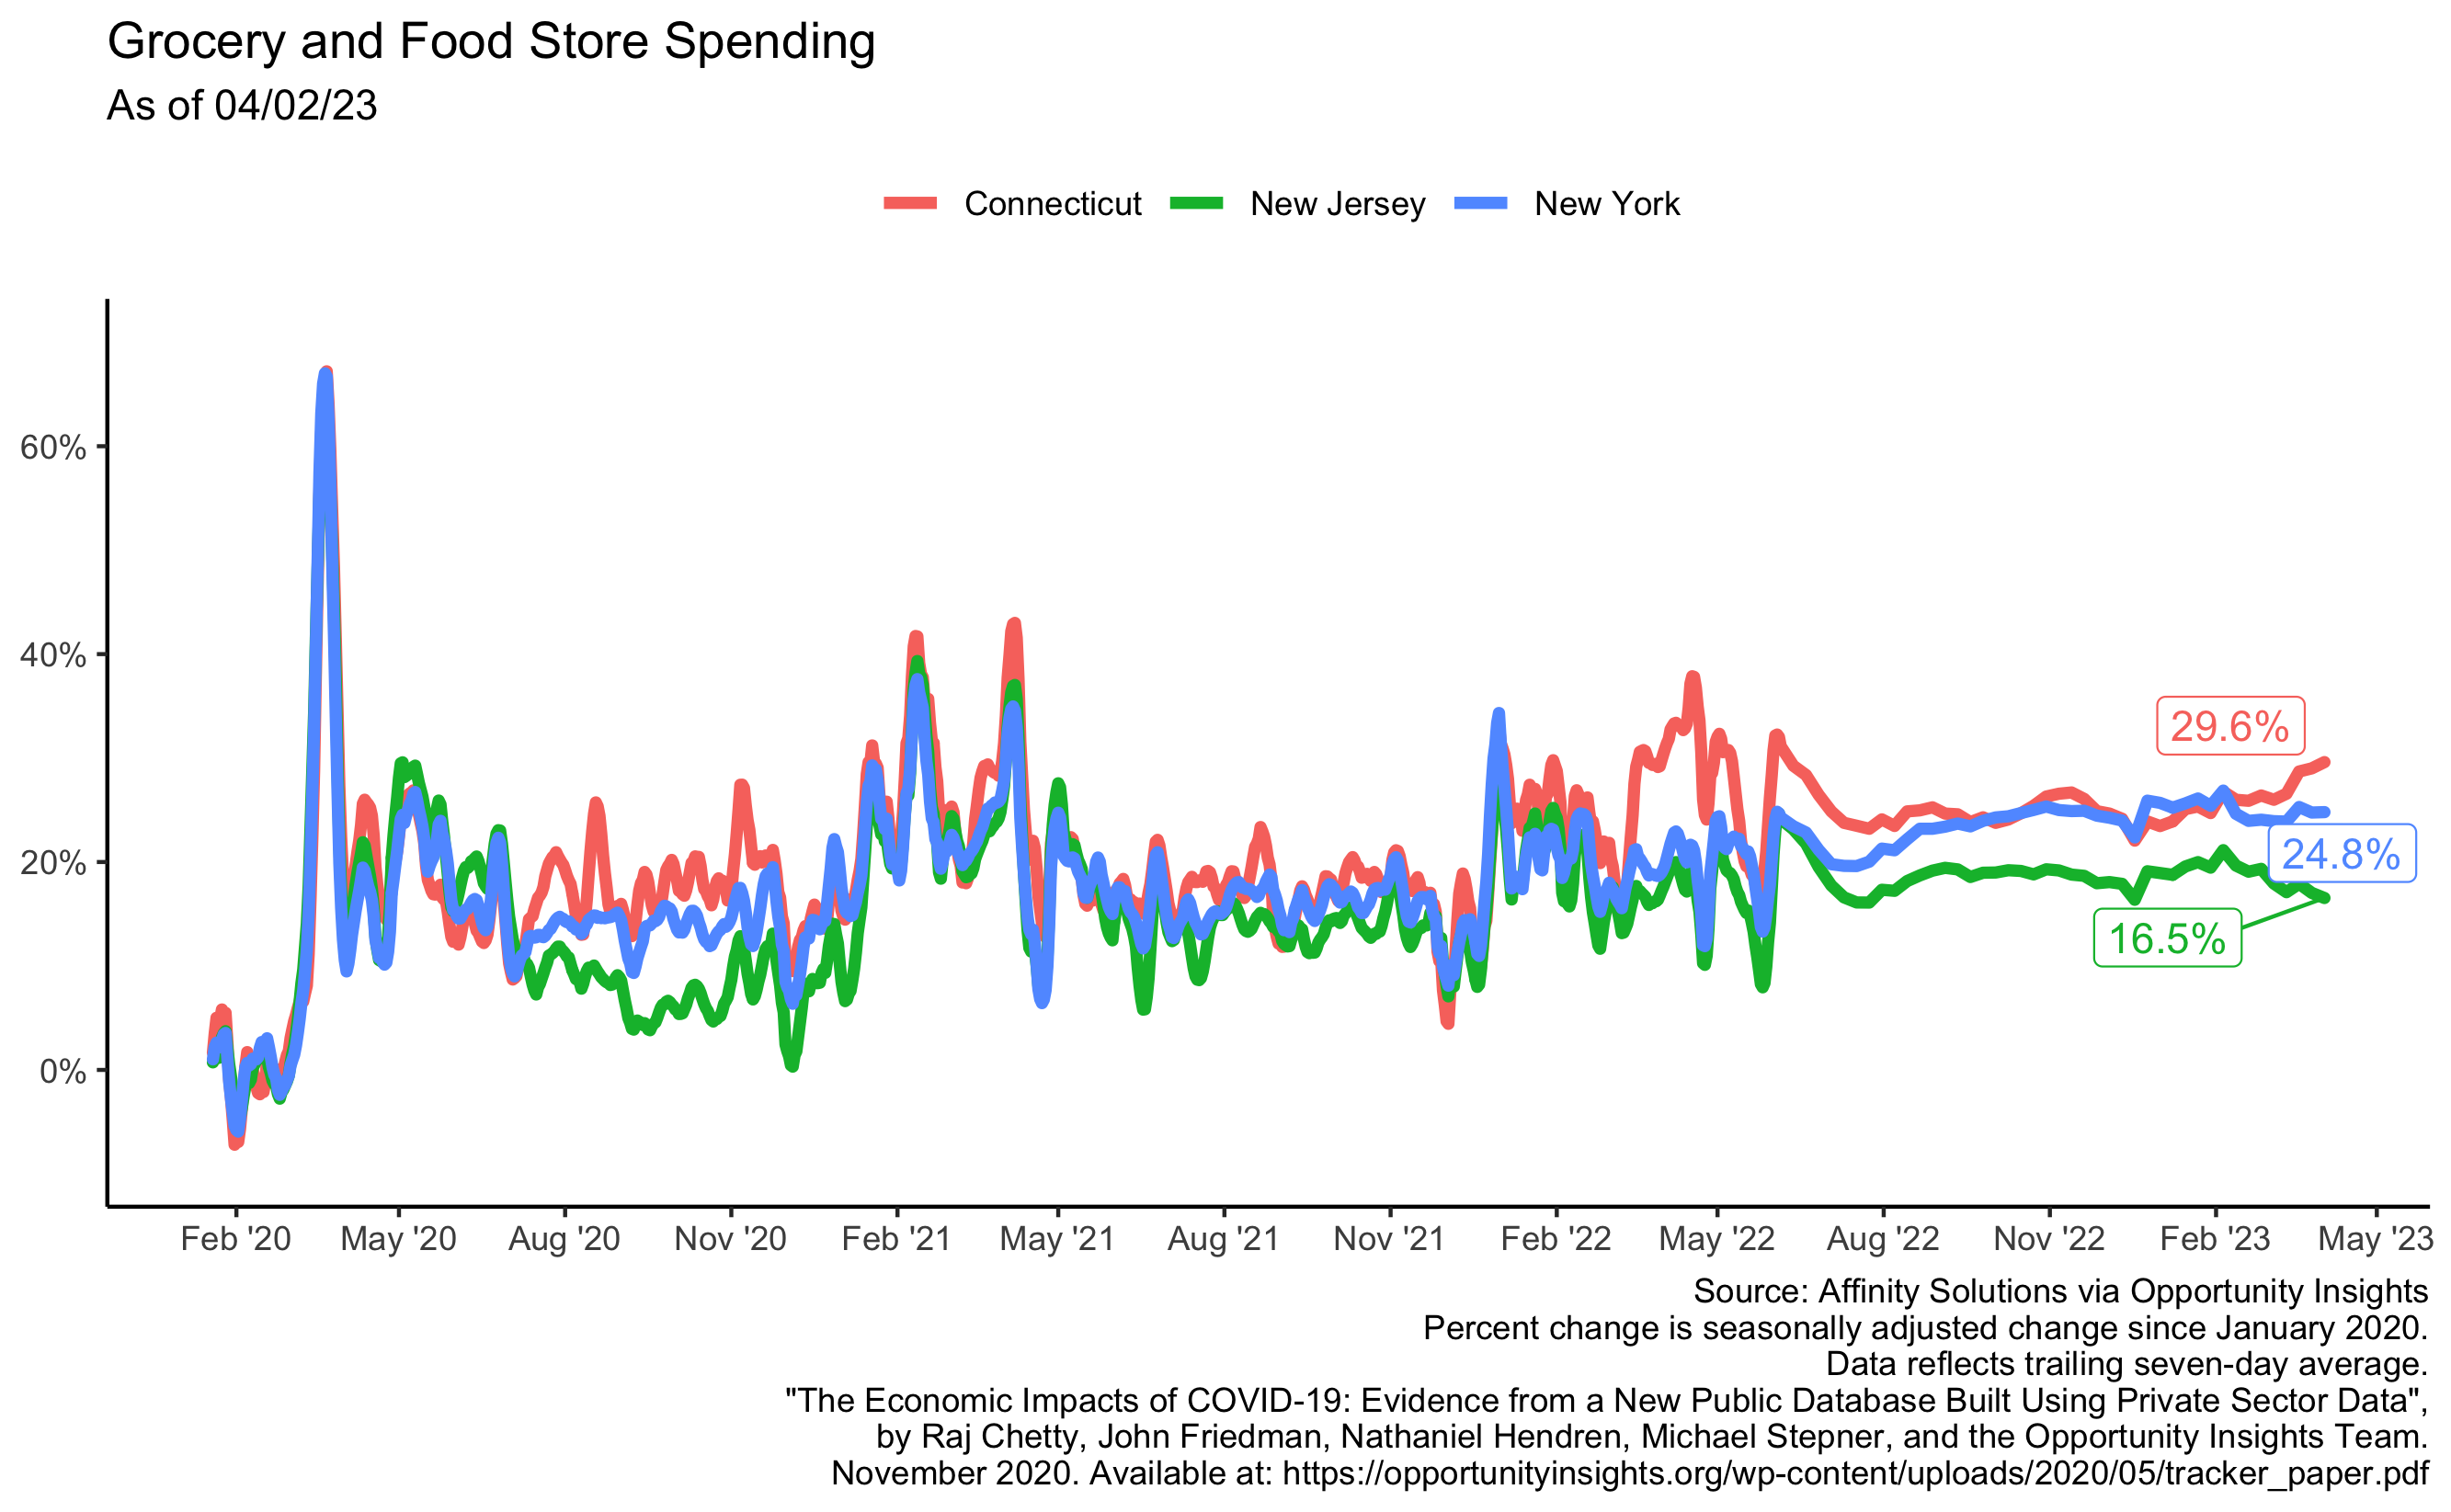 Grocery and Food Store Spending
As of 04/02/23
Connecticut New Jersey New York
60%
40%
20%
0%
29.6%
24.8%
16.5%
Feb '20 May '20 Aug '20 Nov '20 Feb '21 May '21 Aug '21 Nov '21 Feb '22 May '22 Aug '22 Nov '22 Feb '23 May '23
Source: Affinity Solutions via Opportunity Insights
Percent change is seasonally adjusted change since January 2020.
Data reflects trailing seven-day average.
"The Economic Impacts of COVID-19: Evidence from a New Public Database Built Using Private Sector Data",
by Raj Chetty, John Friedman, Nathaniel Hendren, Michael Stepner, and the Opportunity Insights Team.
November 2020. Available at: https://opportunityinsights.org/wp-content/uploads/2020/05/tracker_paper.pdf